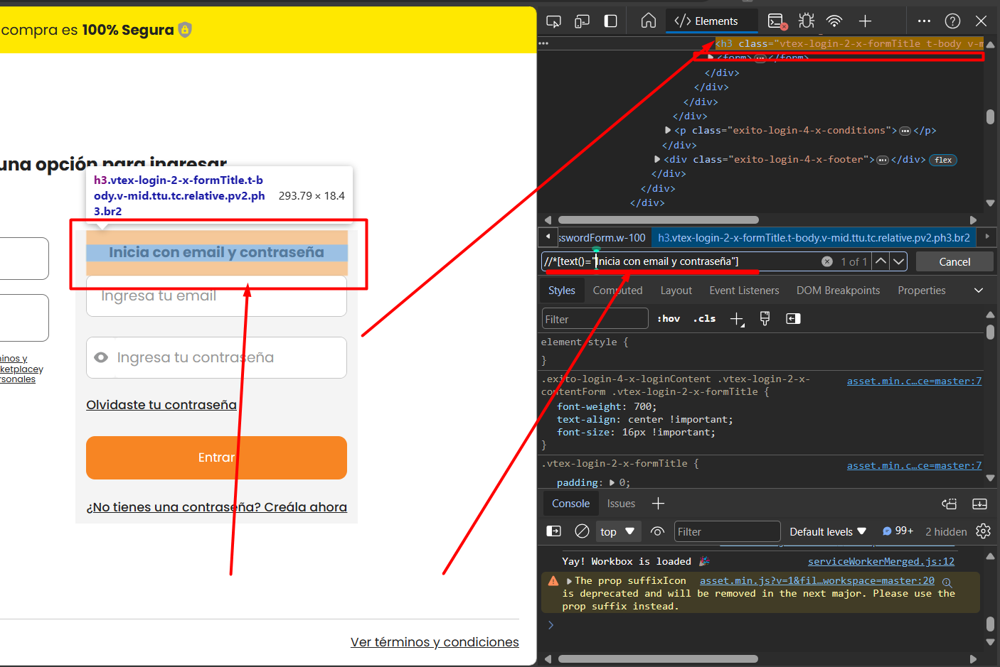 compra es 100% Segura
una opción para ingresar
h3.vtex-login-2-x-formTitle.t-b
ody.v-mid.ttu.tc.relative.pv2.ph
3.br2
293.79 × 18.4
Inicia con email y contraseña
Ingresa tu email
Ingresa tu contraseña
inos y
ketplacey
rsonales
Olvidaste tu contraseña
Entrar
¿No tienes una contraseña? Creála ahora
Ver términos y condiciones
Elements
<h3 class="vtex-login-2-x-formTitle t-body v-m
<form>…</form>
</div>
</div>
</div>
</div>
<p class="exito-login-4-x-conditions">…</p>
</div>
<div class="exito-login-4-x-footer">…</div> flex
</div>
</div>
</div>
sswordForm.w-100 h3.vtex-login-2-x-formTitle.t-body.v-mid.ttu.tc.relative.pv2.ph3.br2
//*[text()="Inicia con email y contraseña"] 1 of 1 Cancel
Styles Computed Layout Event Listeners DOM Breakpoints Properties
Filter :hov .cls
element.style {
}
.exito-login-4-x-loginContent .vtex-login-2-x- asset.min.c…ce=master:7
contentForm .vtex-login-2-x-formTitle {
font-weight: 700;
text-align: center !important;
font-size: 16px !important;
}
.vtex-login-2-x-formTitle { asset.min.c…ce=master:7
padding: 0;
Console Issues
top Filter Default levels 99+ 2 hidden
Yay! Workbox is loaded 🎉 serviceWorkerMerged.js:12
The prop suffixIcon asset.min.js?v=1&fil…workspace=master:20
is deprecated and will be removed in the next major. Please use the
prop suffix instead.